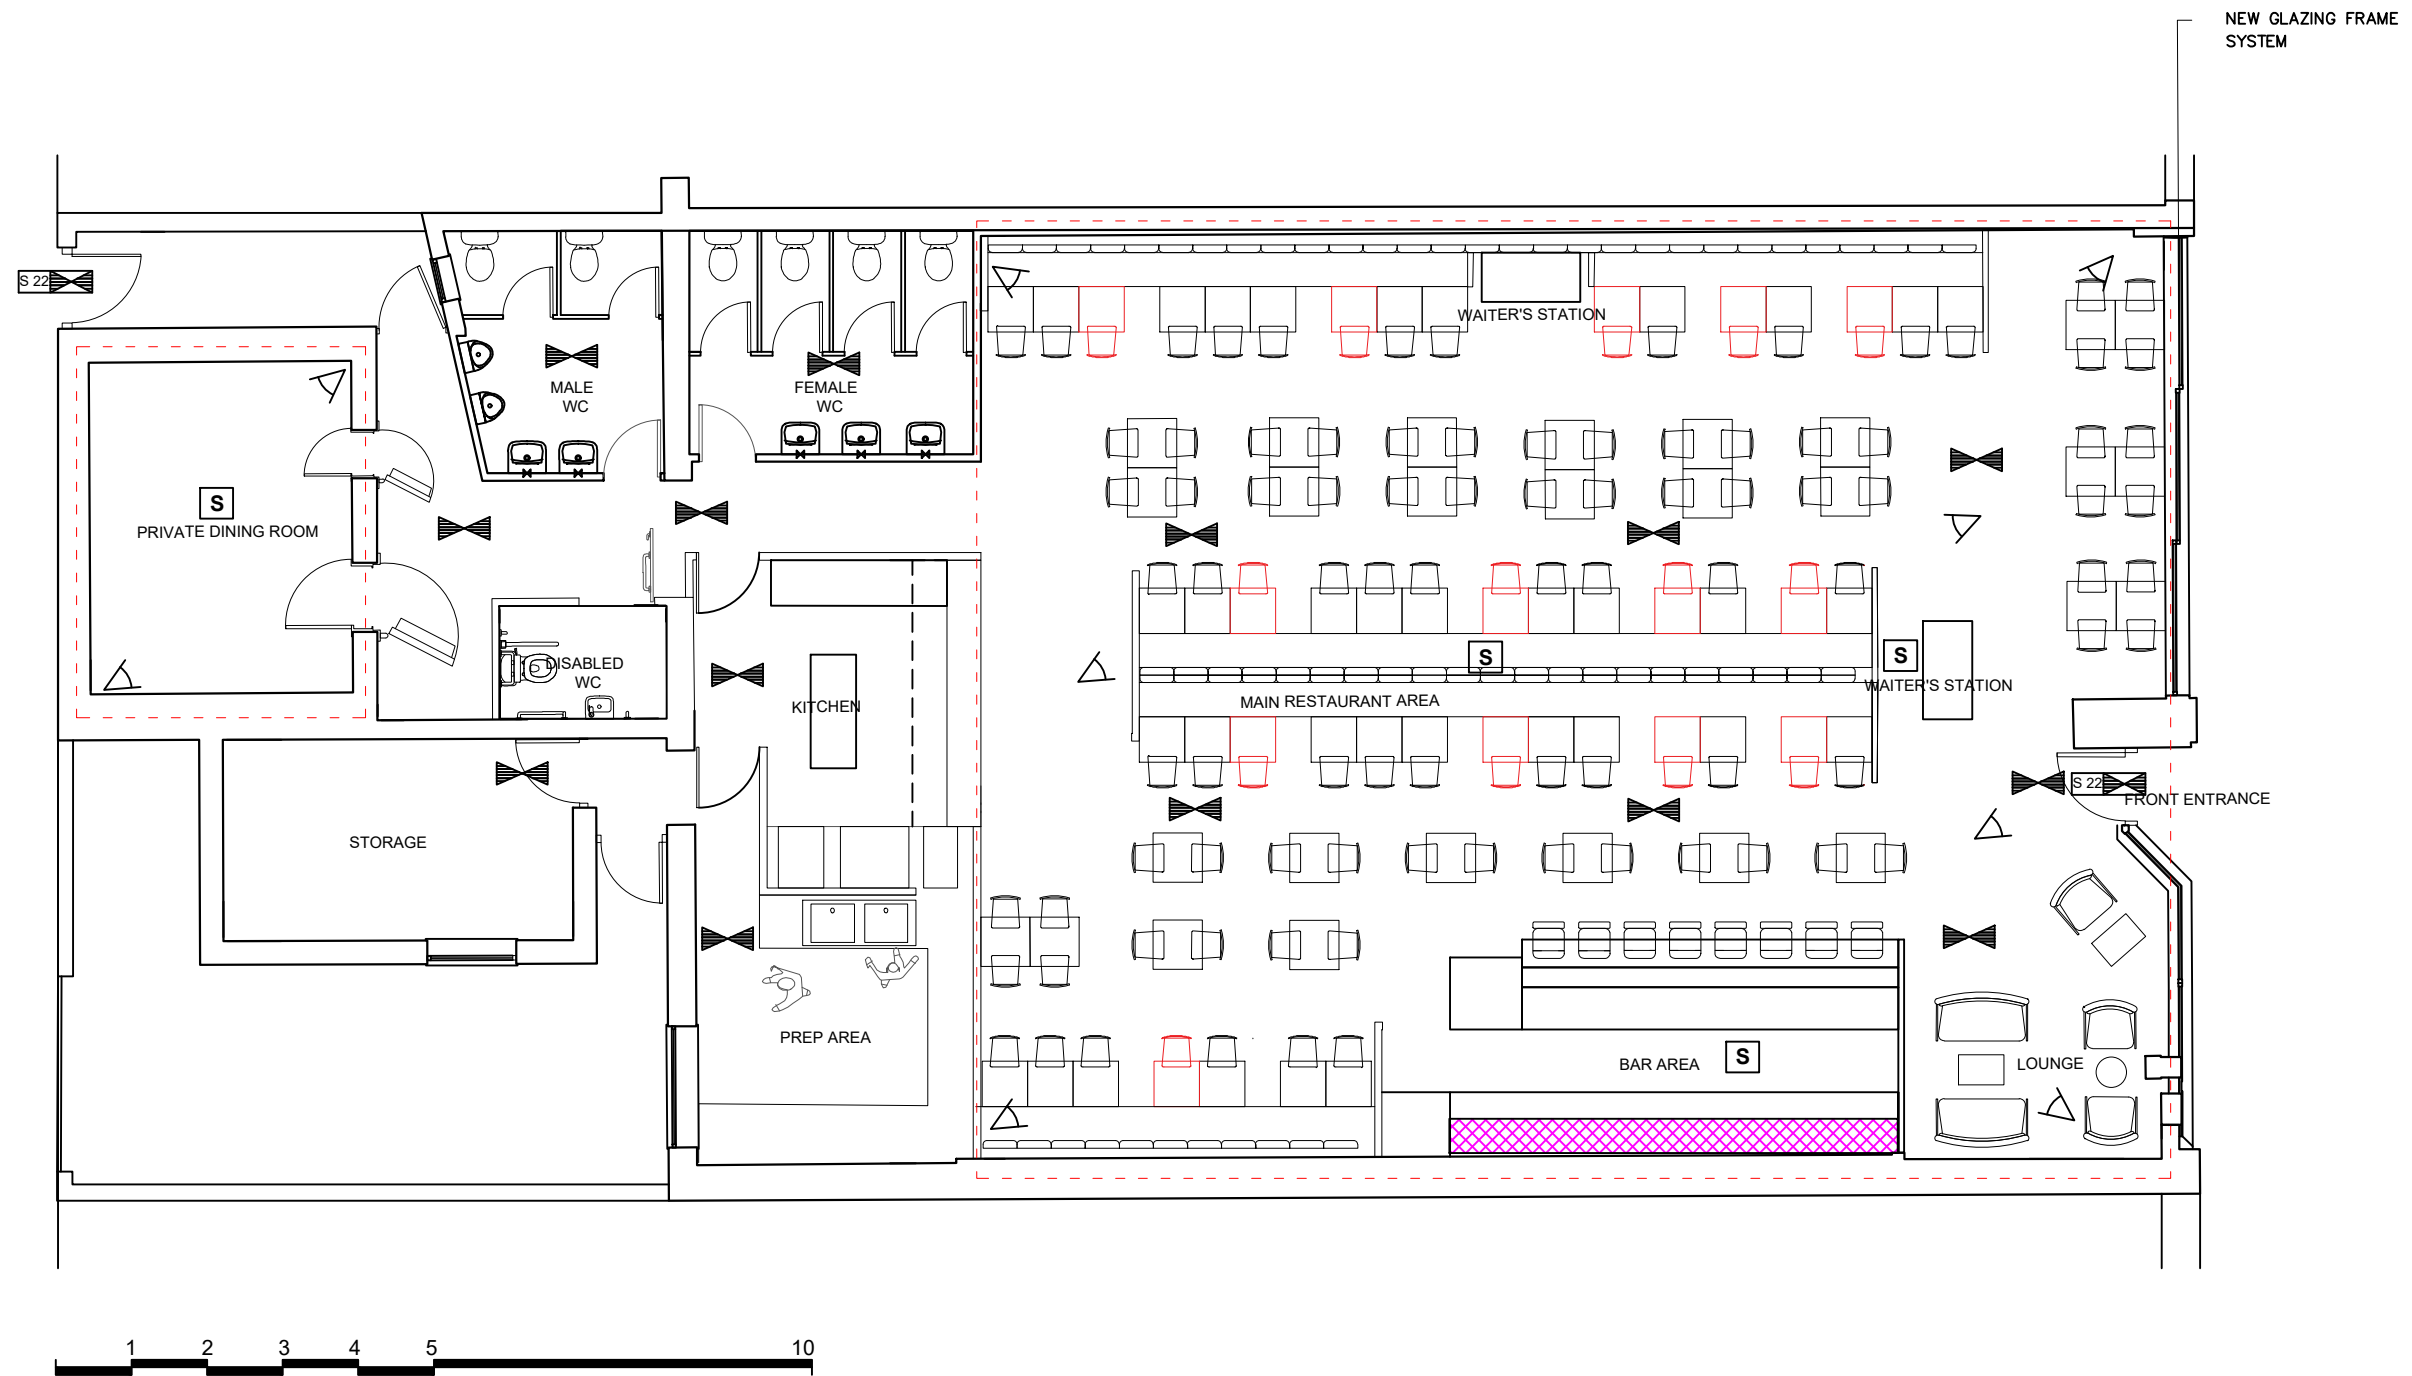 NEW GLAZING FRAME
SYSTEM
S 22
WAITER'S STATION
MALE
WC
FEMALE
WC
S
PRIVATE DINING ROOM
DISABLED
WC
S
S
WAITER'S STATION
MAIN RESTAURANT AREA
KITCHEN
S 22
FRONT ENTRANCE
STORAGE
PREP AREA
BAR AREA
S
LOUNGE
1
2
3
4
5
10